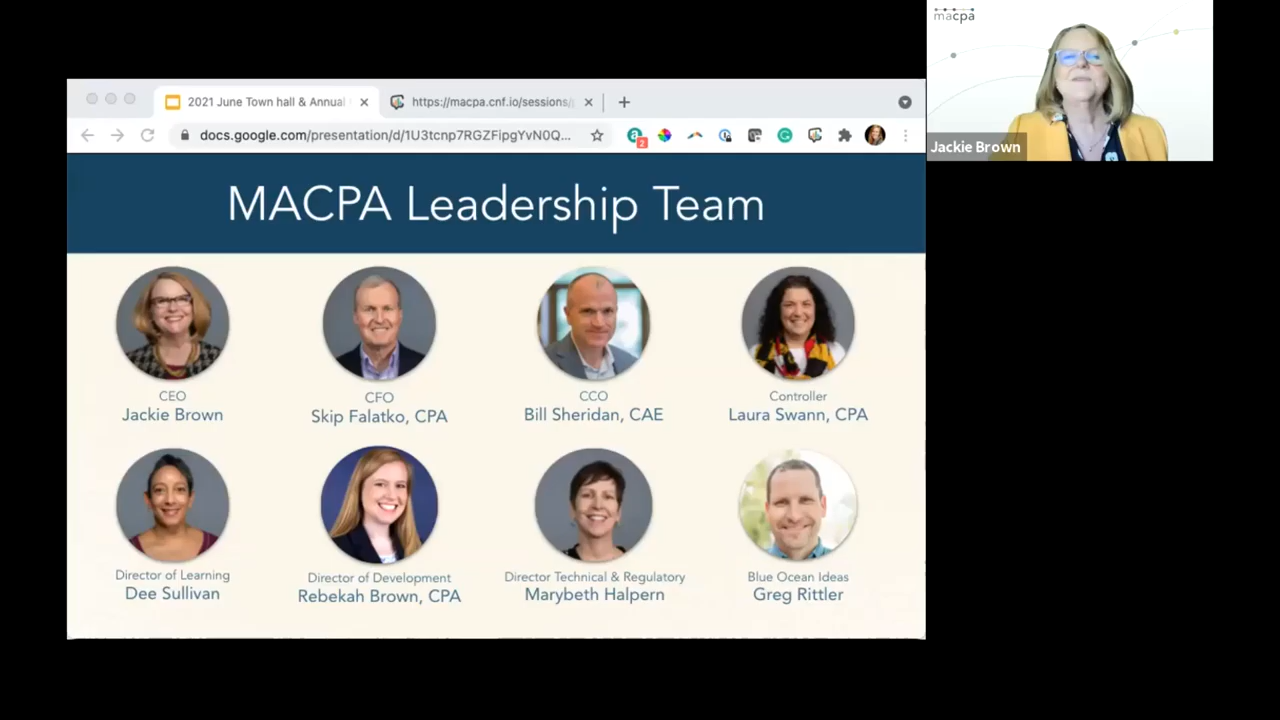 2021 June Town hall & Annual
https://macpa.cnf.io/sessions/
docs.google.com/presentation/d/1U3tcnp7RGZFipgYvN0Q...
2
MACPA Leadership Team
CEO
Jackie Brown
CFO
Skip Falatko, CPA
CCO
Bill Sheridan, CAE
Controller
Laura Swann, CPA
Director of Learning
Dee Sullivan
Director of Development
Rebekah Brown, CPA
Director Technical & Regulatory
Marybeth Halpern
Blue Ocean Ideas
Greg Rittler
macpa
Jackie Brown